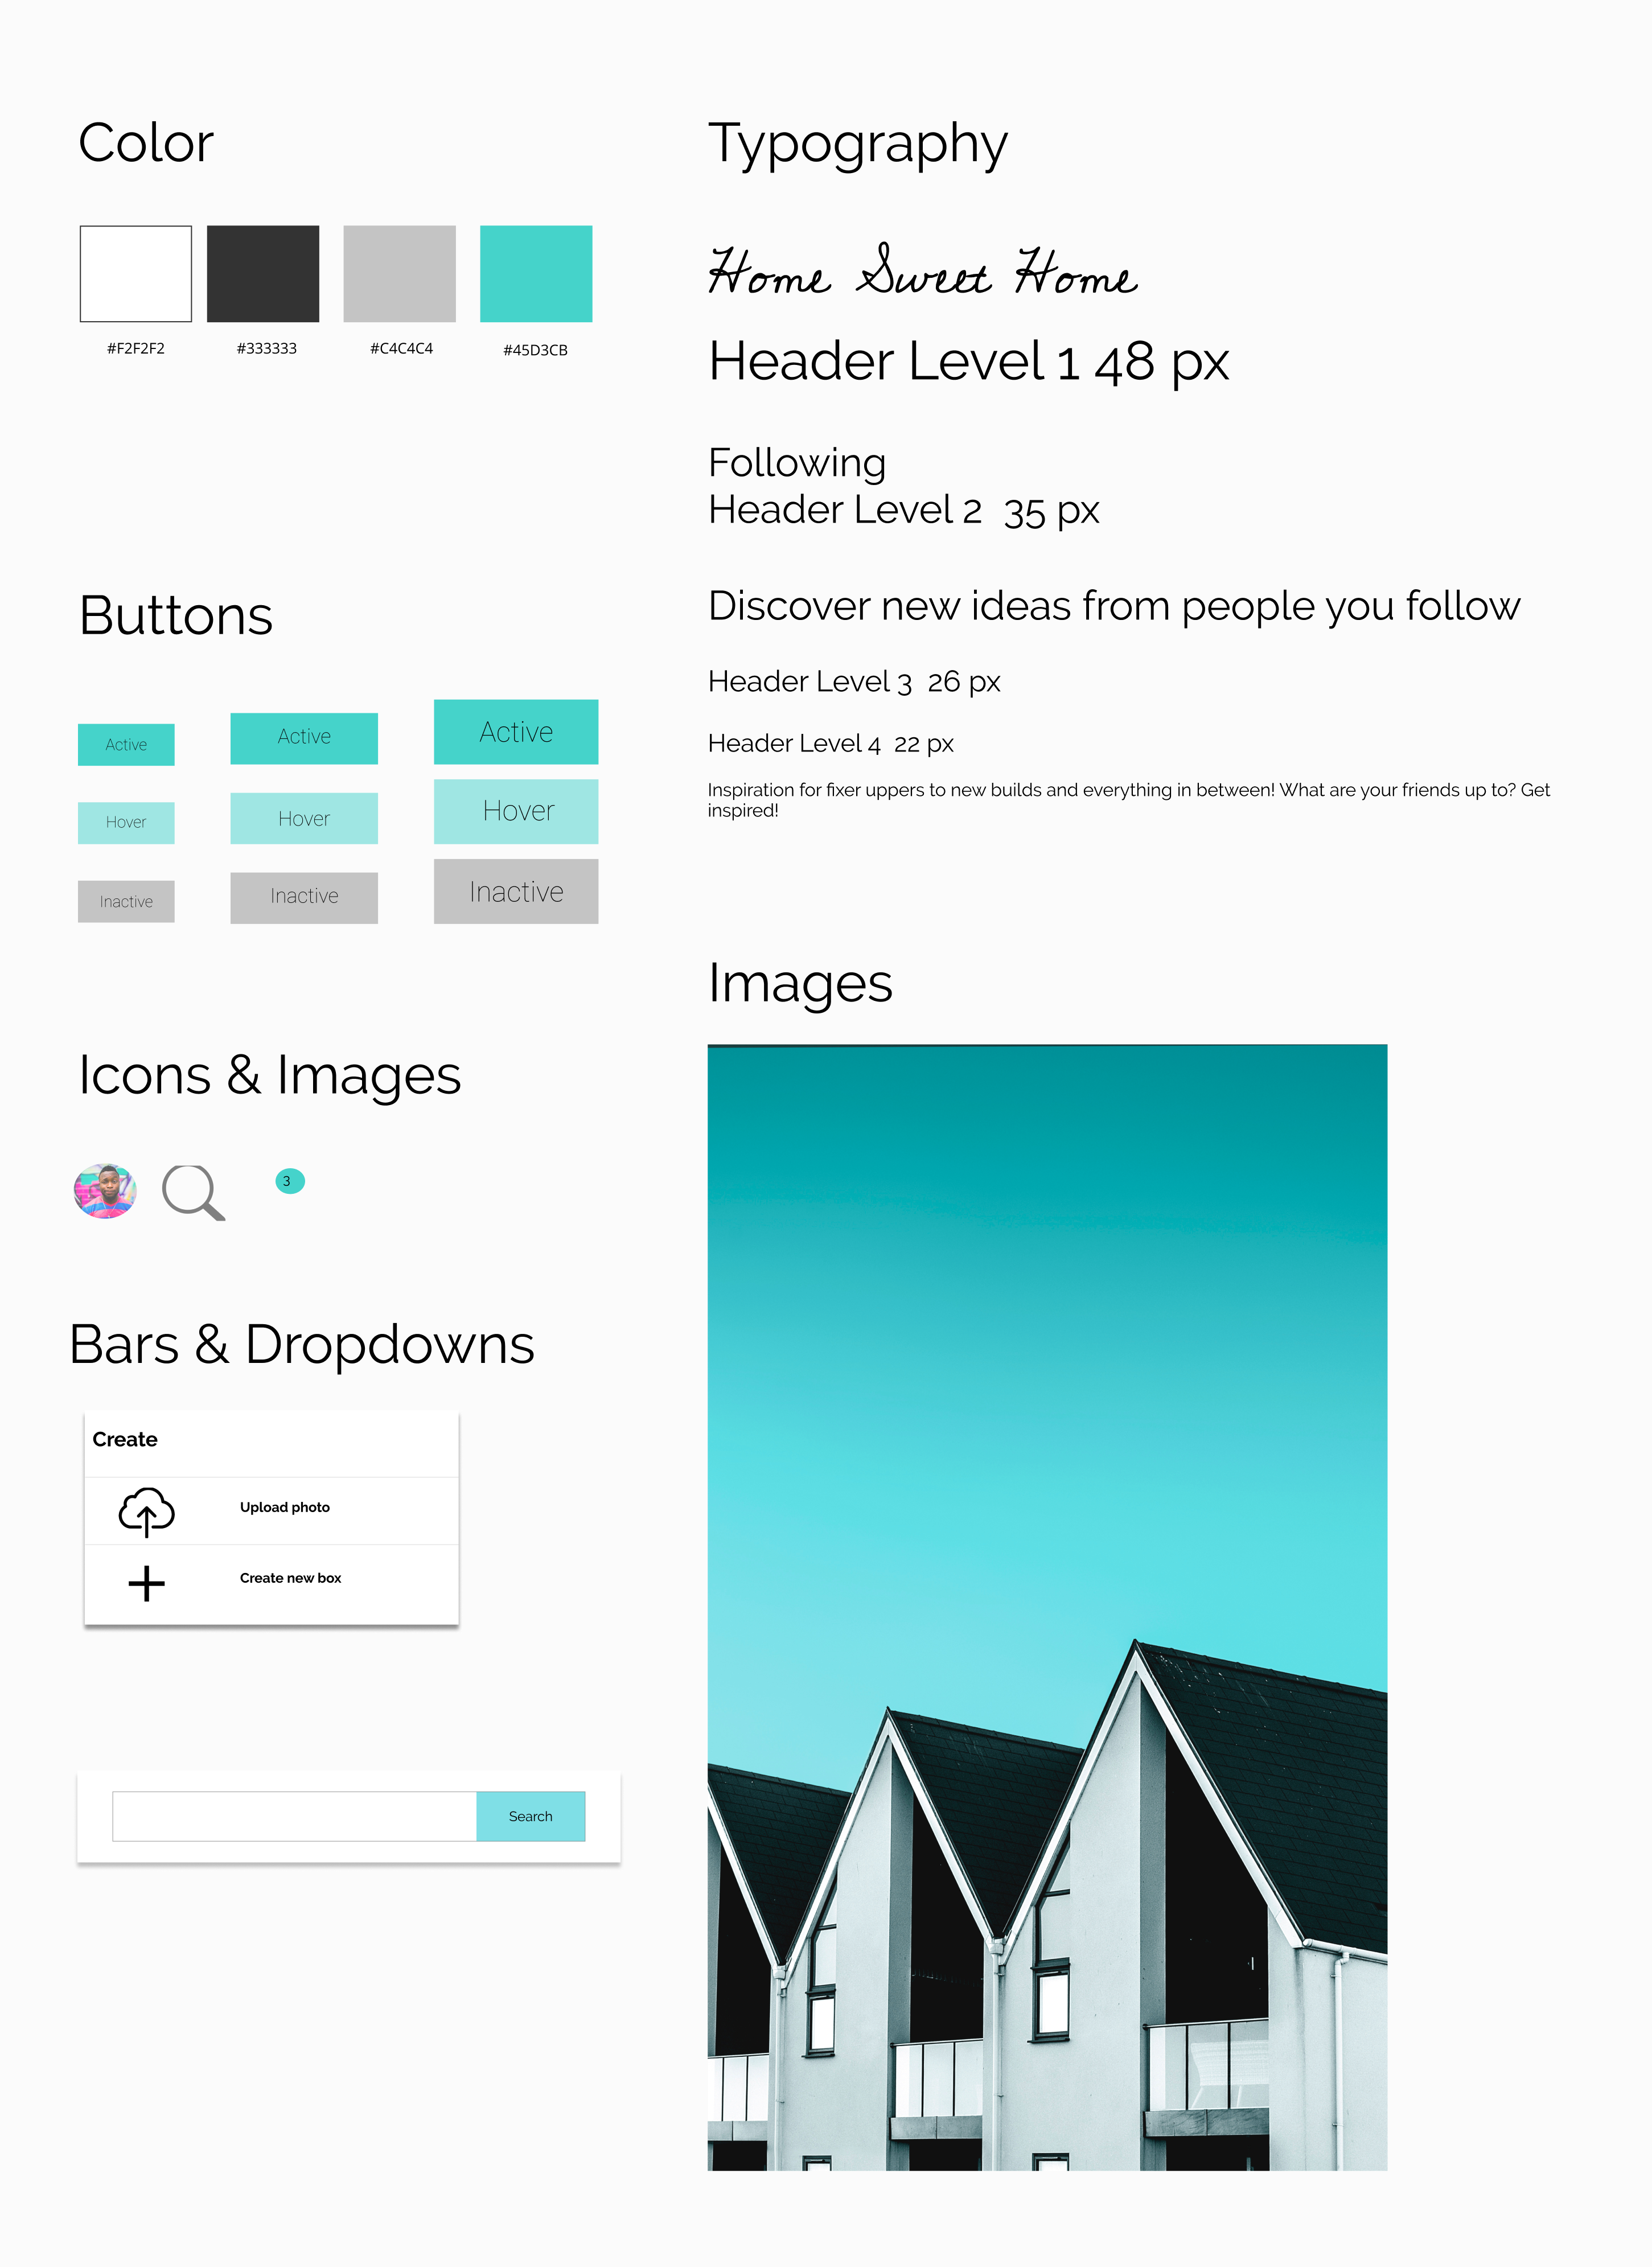 Color
#F2F2F2
#333333
#C4C4C4
#45D3CB
Buttons
Active
Active
Active
Hover
Hover
Hover
Inactive
Inactive
Inactive
Icons & Images
3
Bars & Dropdowns
Create
Upload photo
Create new box
Search
Typography
Home Sweet Home
Header Level 1 48 px
Following
Header Level 2 35 px
Discover new ideas from people you follow
Header Level 3 26 px
Header Level 4 22 px
Inspiration for fixer uppers to new builds and everything in between! What are your friends up to? Get
inspired!
Images